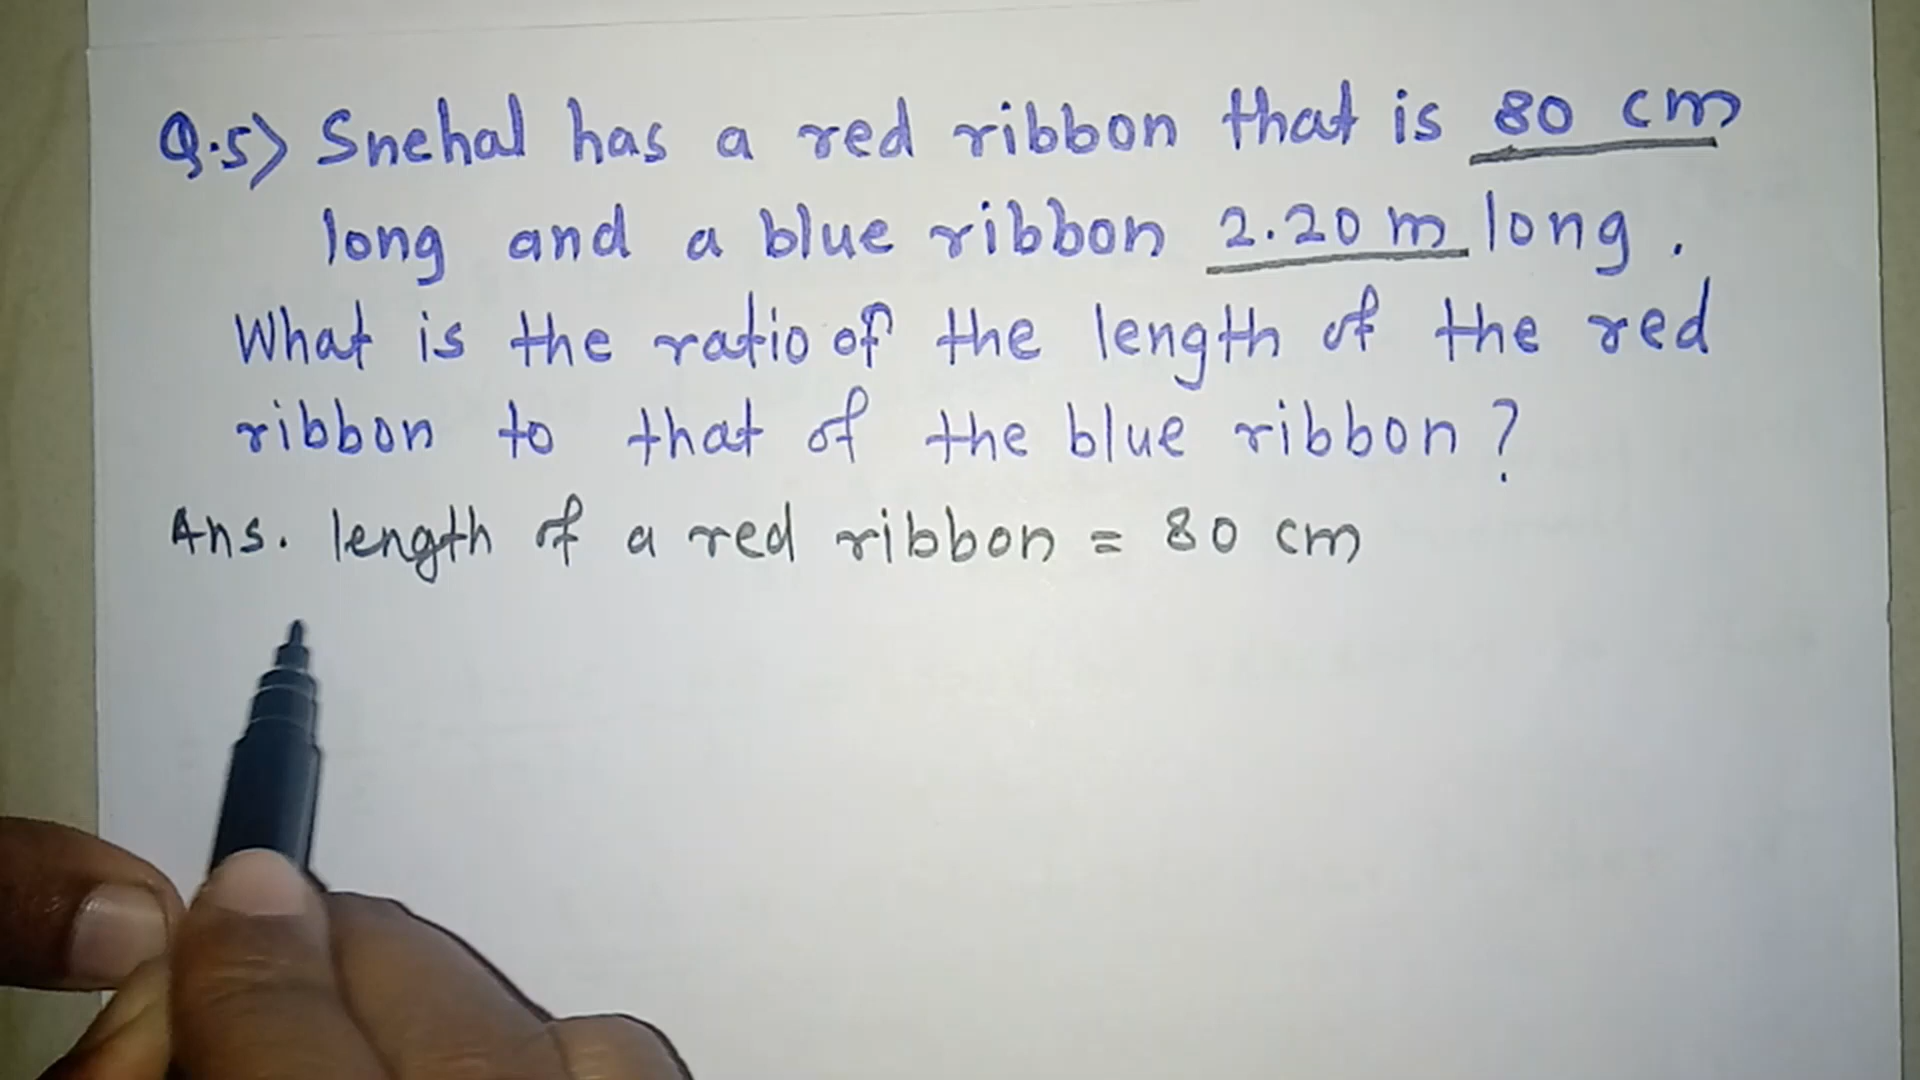 Q.5) Snehal has a red ribbon that is 80 cm
long and a blue ribbon 2.20 m long.
What is the ratio of the length of the red
ribbon to that of the blue ribbon?
Ans. length of a red ribbon = 80 cm